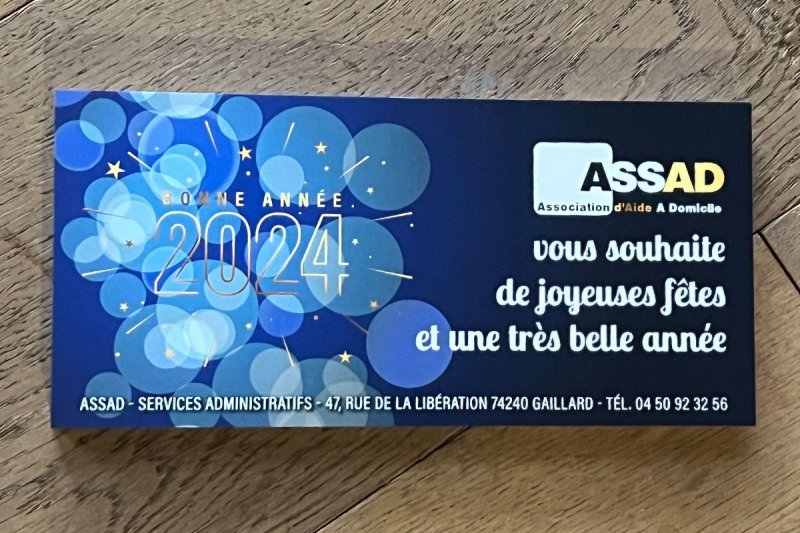 BONNE ANNÉE
2024
ASSAD
Association d'Aide A Domicile
vous souhaite
de joyeuses fêtes
et une très belle année
ASSAD - SERVICES ADMINISTRATIFS - 47, RUE DE LA LIBÉRATION 74240 GAILLARD - TÉL. 04 50 92 32 56